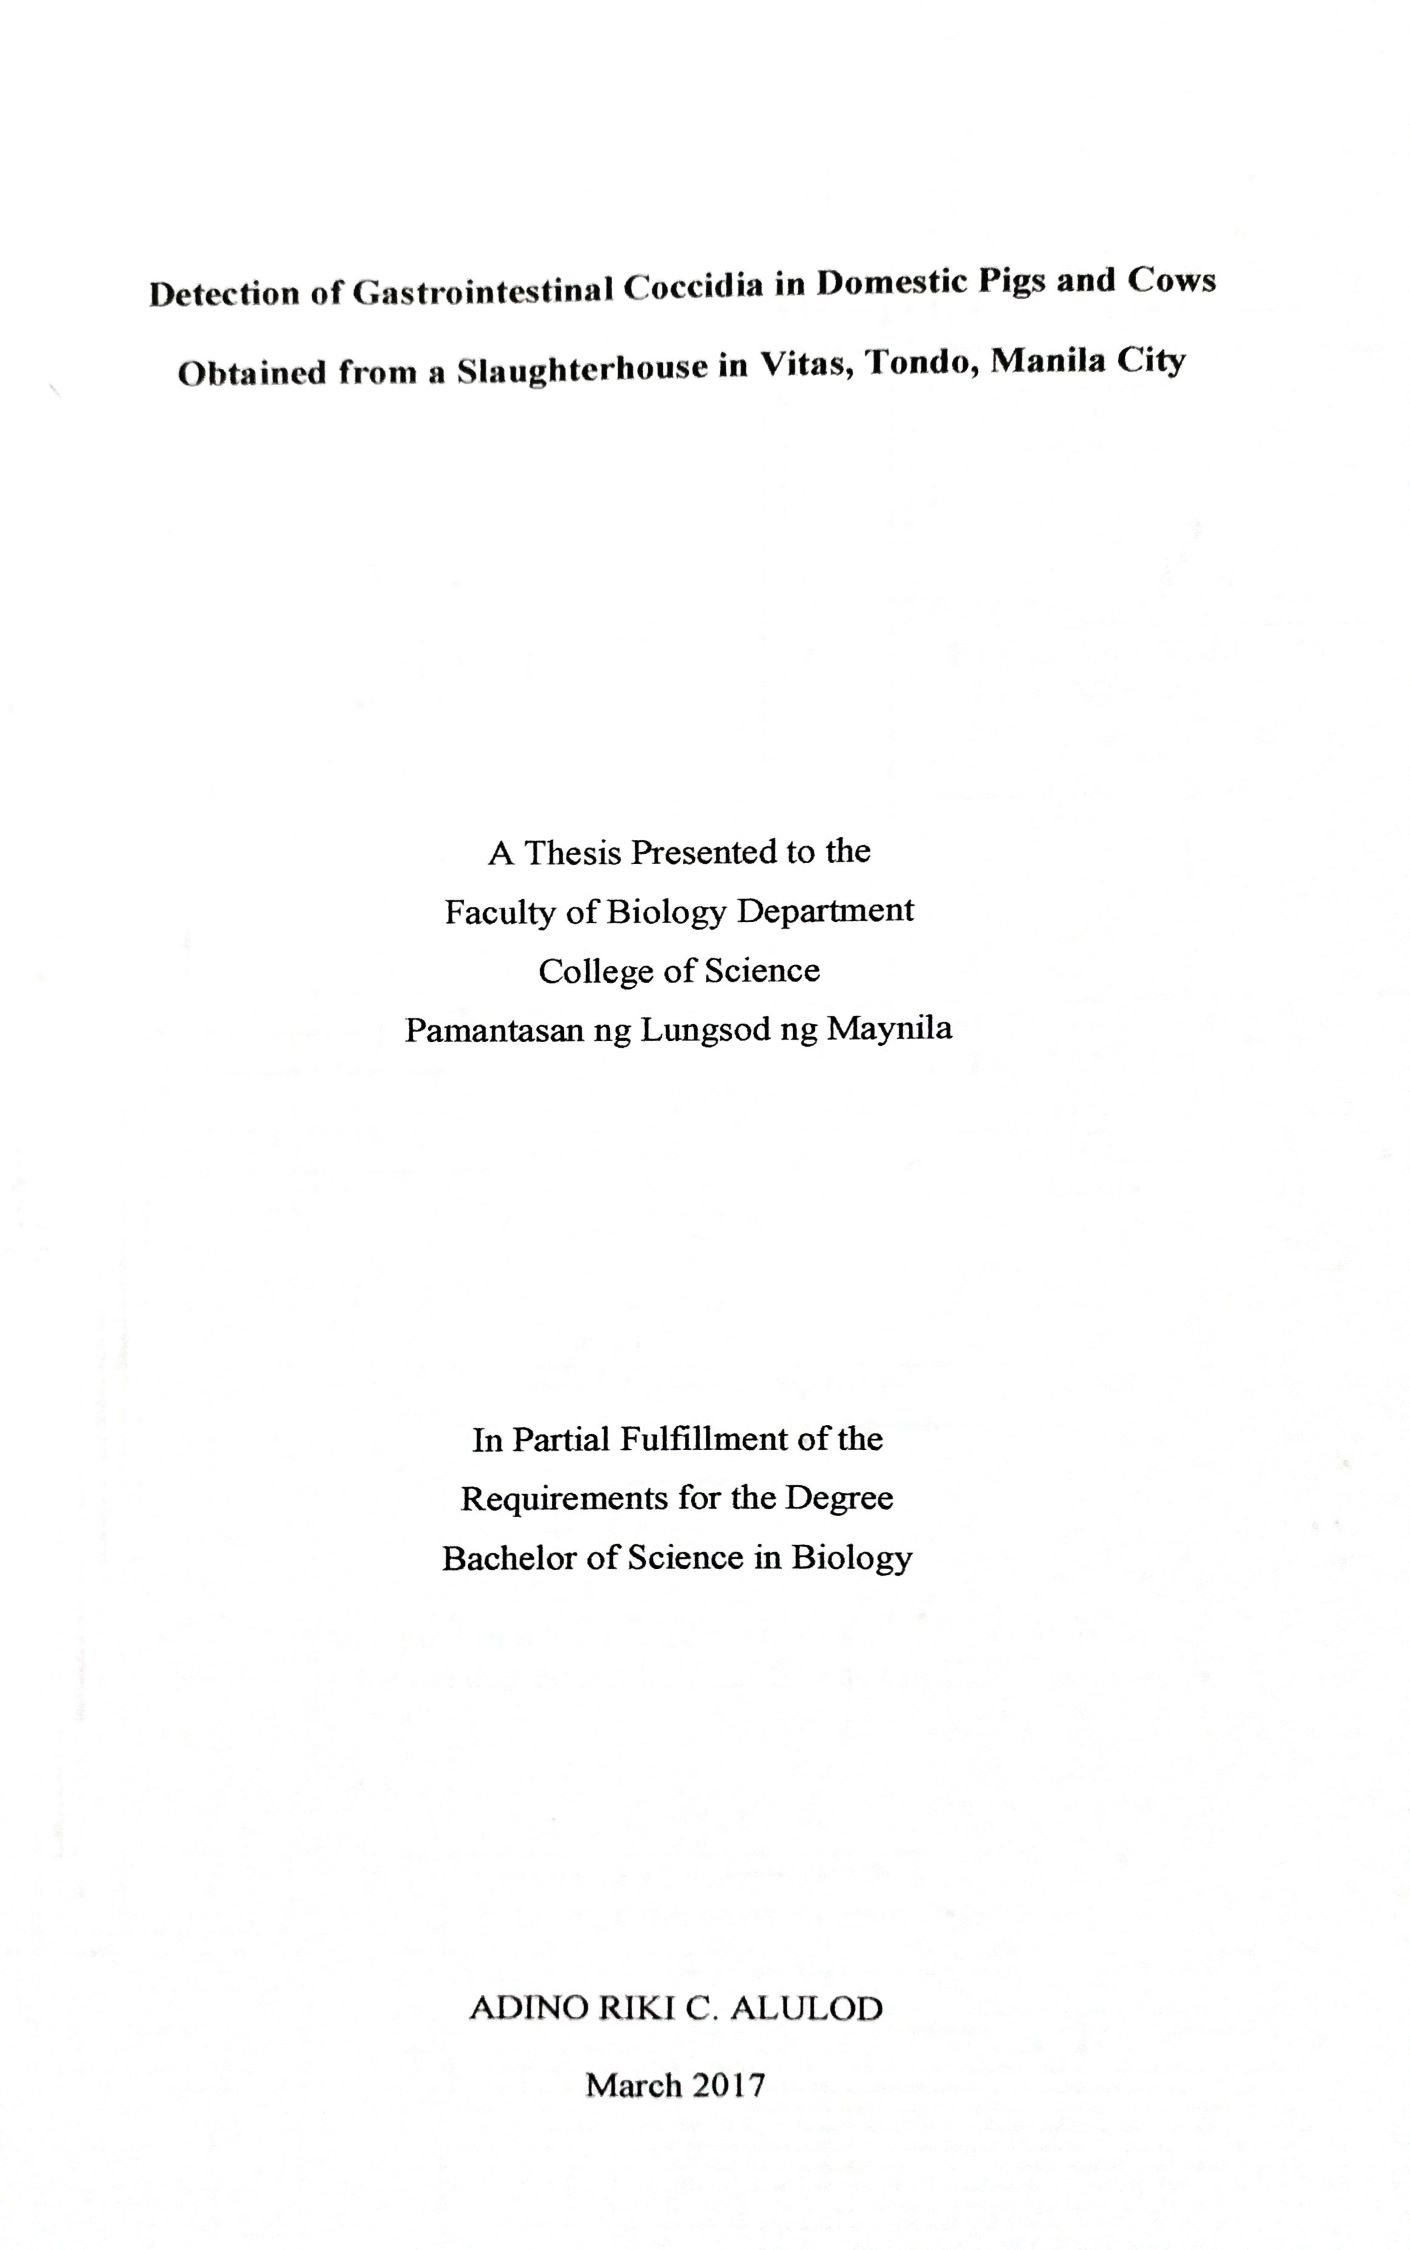 Detection of Gastrointestinal Coccidia in Domestic Pigs and Cows
Obtained from a Slaughterhouse in Vitas, Tondo, Manila City
A Thesis Presented to the
Faculty of Biology Department
College of Science
Pamantasan ng Lungsod ng Maynila
In Partial Fulfillment of the
Requirements for the Degree
Bachelor of Science in Biology
ADINO RIKI C. ALULOD
March 2017